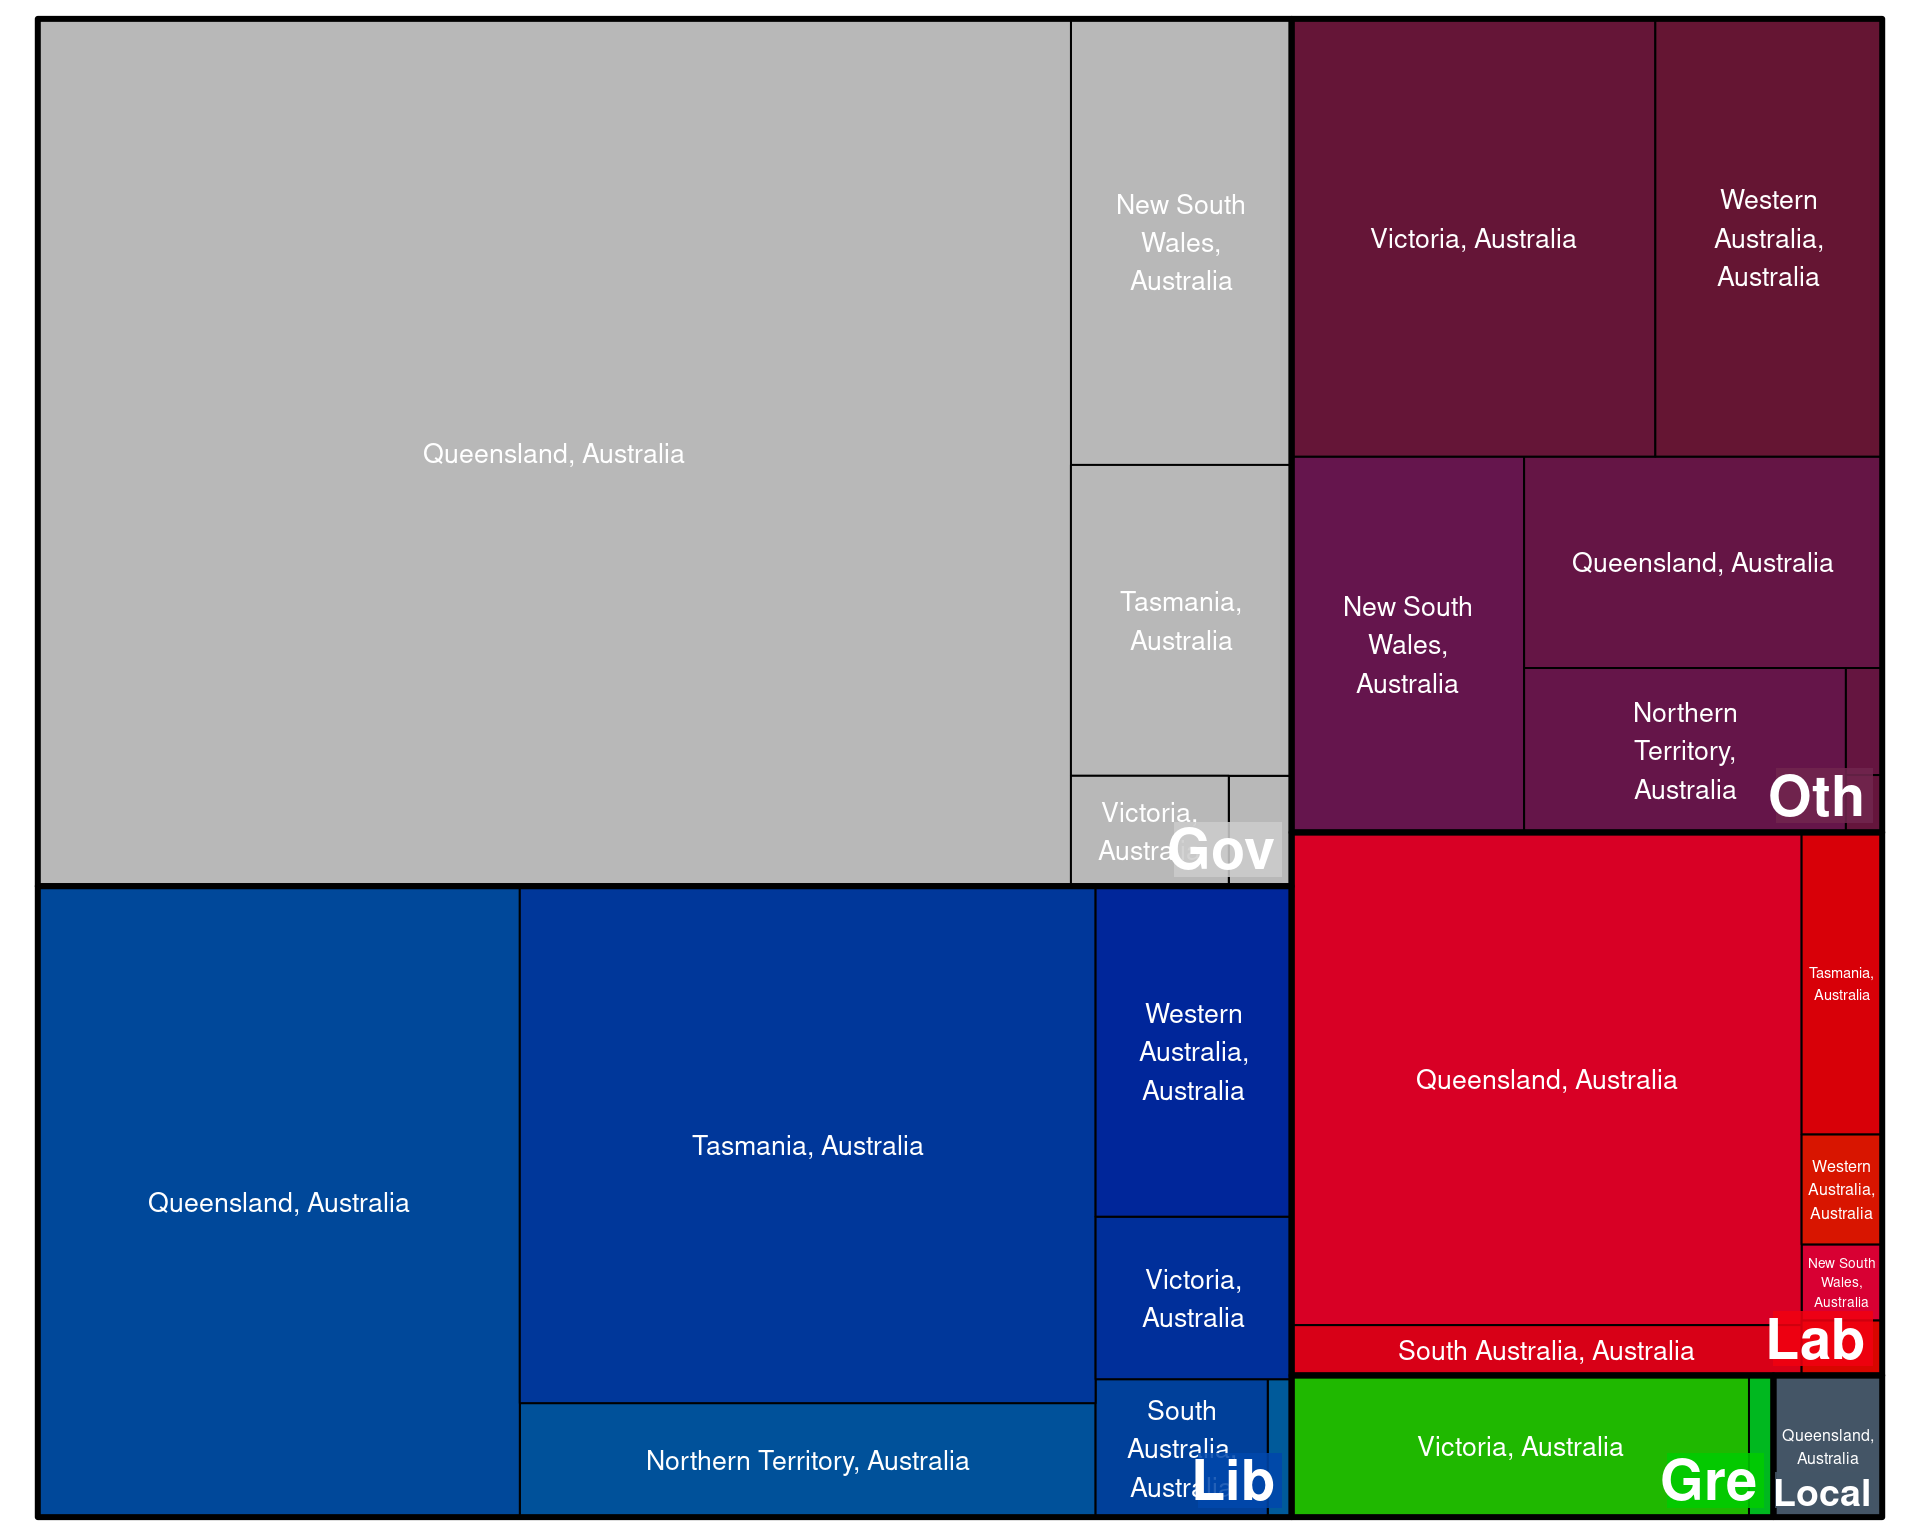 Queensland, Australia
New South
Wales,
Australia
Tasmania,
Australia
Victoria,
Australia
Gov
Victoria, Australia
Western
Australia,
Australia
New South
Wales,
Australia
Queensland, Australia
Northern
Territory,
Australia
Oth
Queensland, Australia
Tasmania, Australia
Northern Territory, Australia
Western
Australia,
Australia
Victoria,
Australia
South
Australia,
Australia
Lib
Queensland, Australia
South Australia, Australia
Tasmania,
Australia
Western
Australia,
Australia
New South
Wales,
Australia
Lab
Victoria, Australia
Gre
Queensland,
Australia
Local